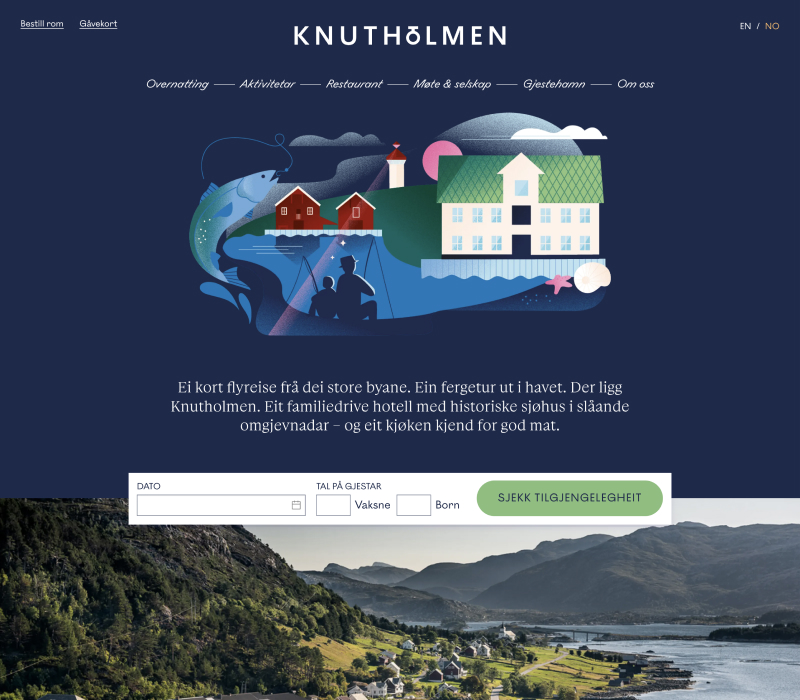 Bestill rom Gåvekort
KNUTHOLMEN
EN / NO
Overnatting Aktivitetar Restaurant Møte & selskap Gjestehamn Om oss
Ei kort flyreise frå dei store byane. Ein fergetur ut i havet. Der ligg
Knutholmen. Eit familiedrive hotell med historiske sjøhus i slåande
omgjevnadar – og eit kjøken kjend for god mat.
DATO
TAL PÅ GJESTAR
Vaksne
Born
SJEKK TILGJENGELEGHEIT